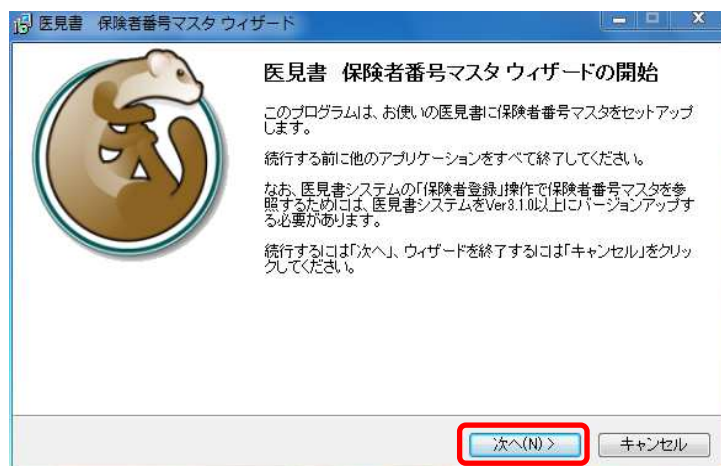 医見書　保険者番号マスタ ウィザード
医見書　保険者番号マスタ ウィザードの開始
このプログラムは、お使いの医見書に保険者番号マスタをセットアップ
します。
続行する前に他のアプリケーションをすべて終了してください。
なお、医見書システムの「保険者登録」操作で保険者番号マスタを参
照するためには、医見書システムをVer3.1.0以上にバージョンアップす
る必要があります。
続行するには「次へ」、ウィザードを終了するには「キャンセル」をクリッ
クしてください。
次へ(N) >
キャンセル